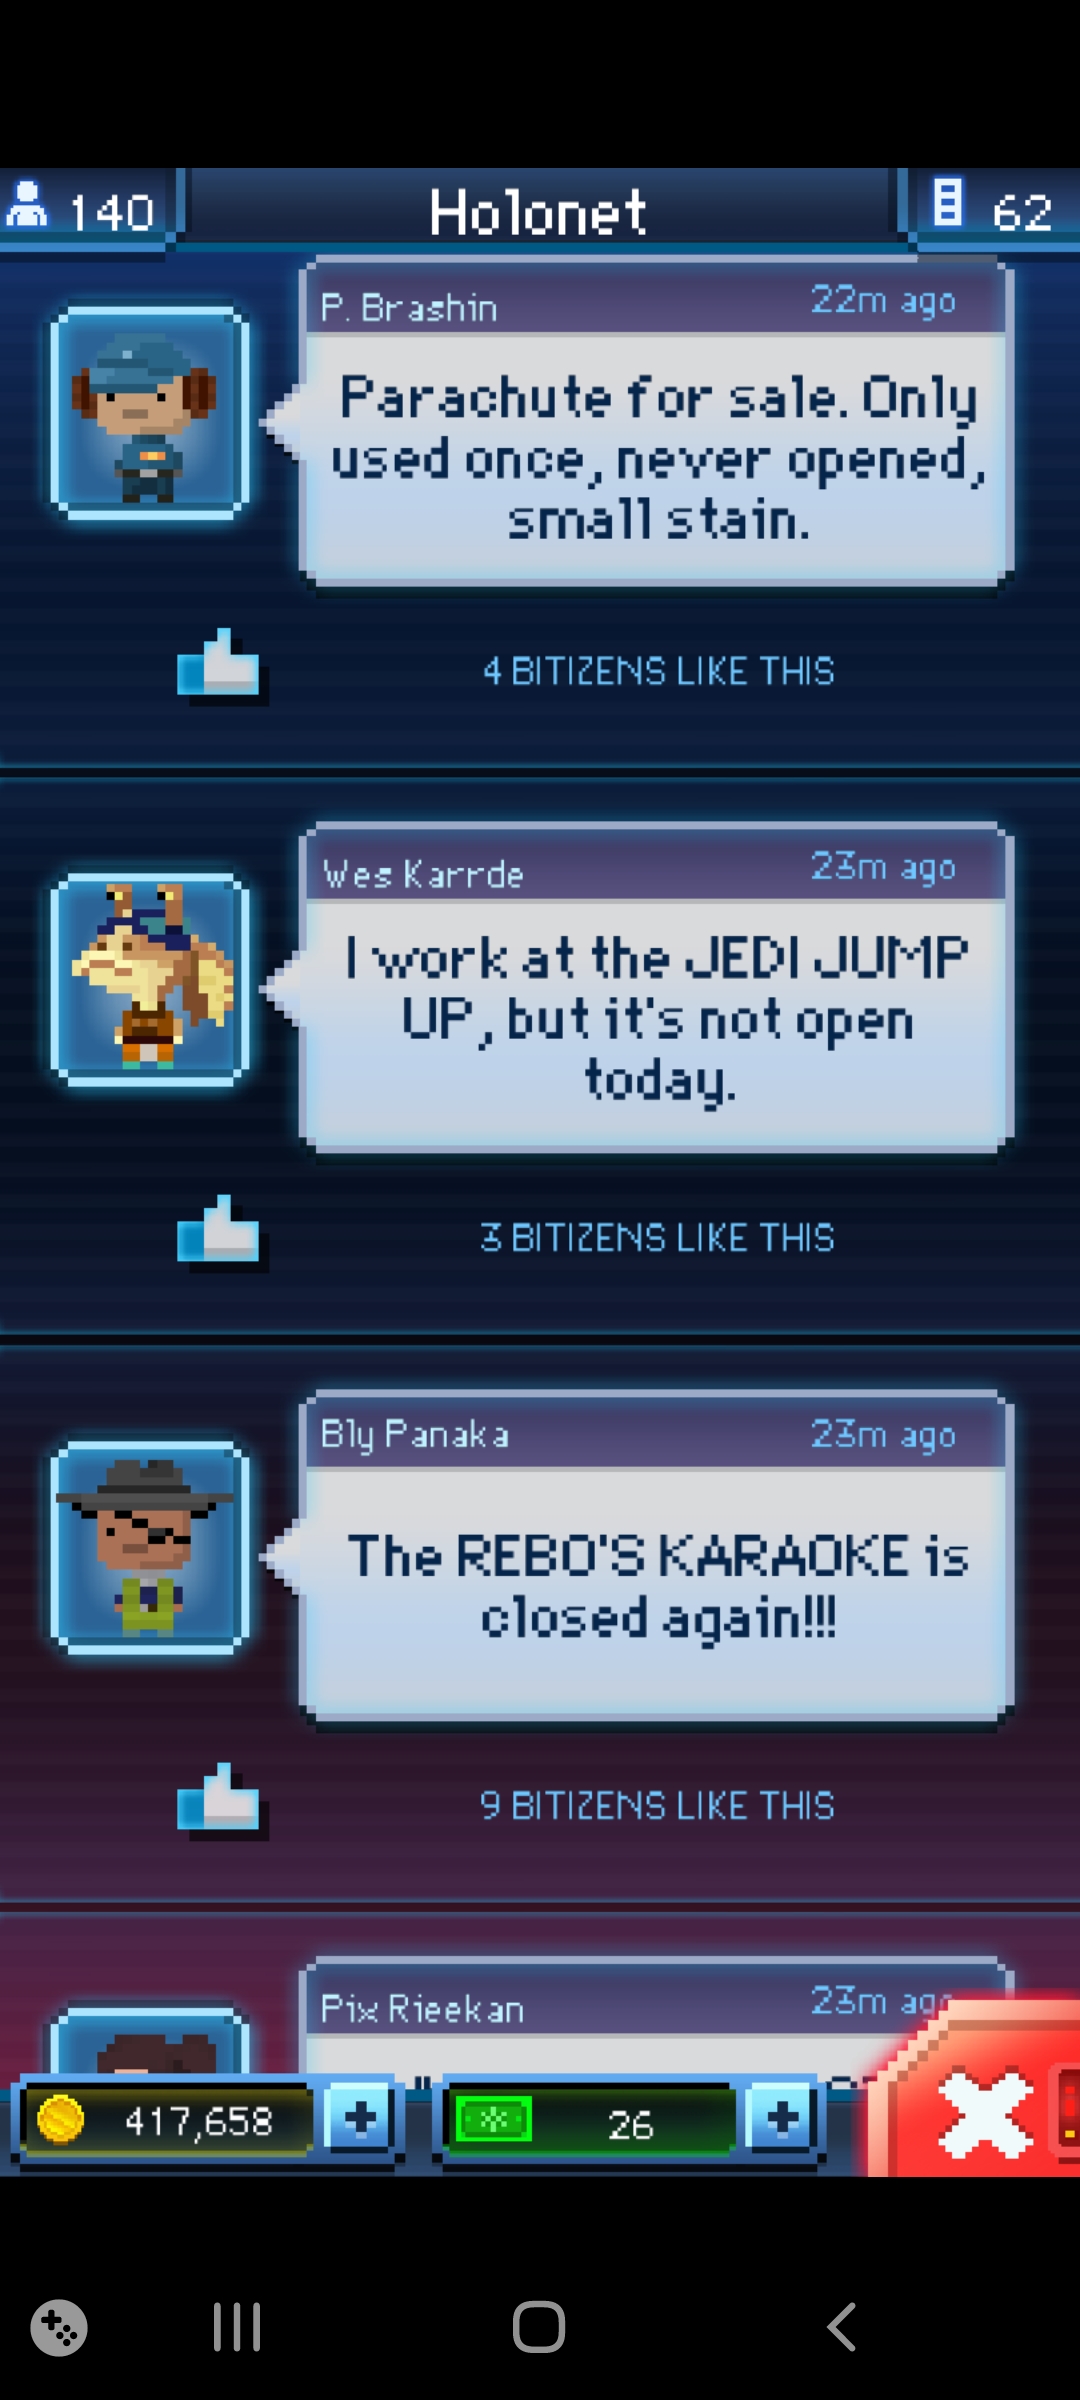 140
Holonet
62
P. Brashin
22m ago
Parachute for sale. Only
used once, never opened,
small stain.
4 BITIZENS LIKE THIS
Wes Karrde
23m ago
I work at the JEDI JUMP
UP, but it's not open
today.
3 BITIZENS LIKE THIS
Bly Panaka
23m ago
The REBO'S KARAOKE is
closed again!!!
9 BITIZENS LIKE THIS
Pix Rieekan
23m ago
417,658
26